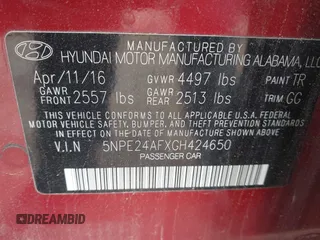 MANUFACTURED BY
HYUNDAI MOTOR MANUFACTURING ALABAMA, LLC
Apr/11/16 GVWR 4497 lbs PAINT TR
GAWR FRONT 2557 lbs GAWR REAR 2513 lbs TRIM GC
THIS VEHICLE CONFORMS TO ALL APPLICABLE U.S. FEDERAL MOTOR
VEHICLE SAFETY, BUMPER, AND THEFT PREVENTION STANDARDS IN
EFFECT ON THE DATE OF MANUFACTURE SHOWN ABOVE.
V.I.N 5NPE24AFXGH424650
PASSENGER CAR
DREAMBID